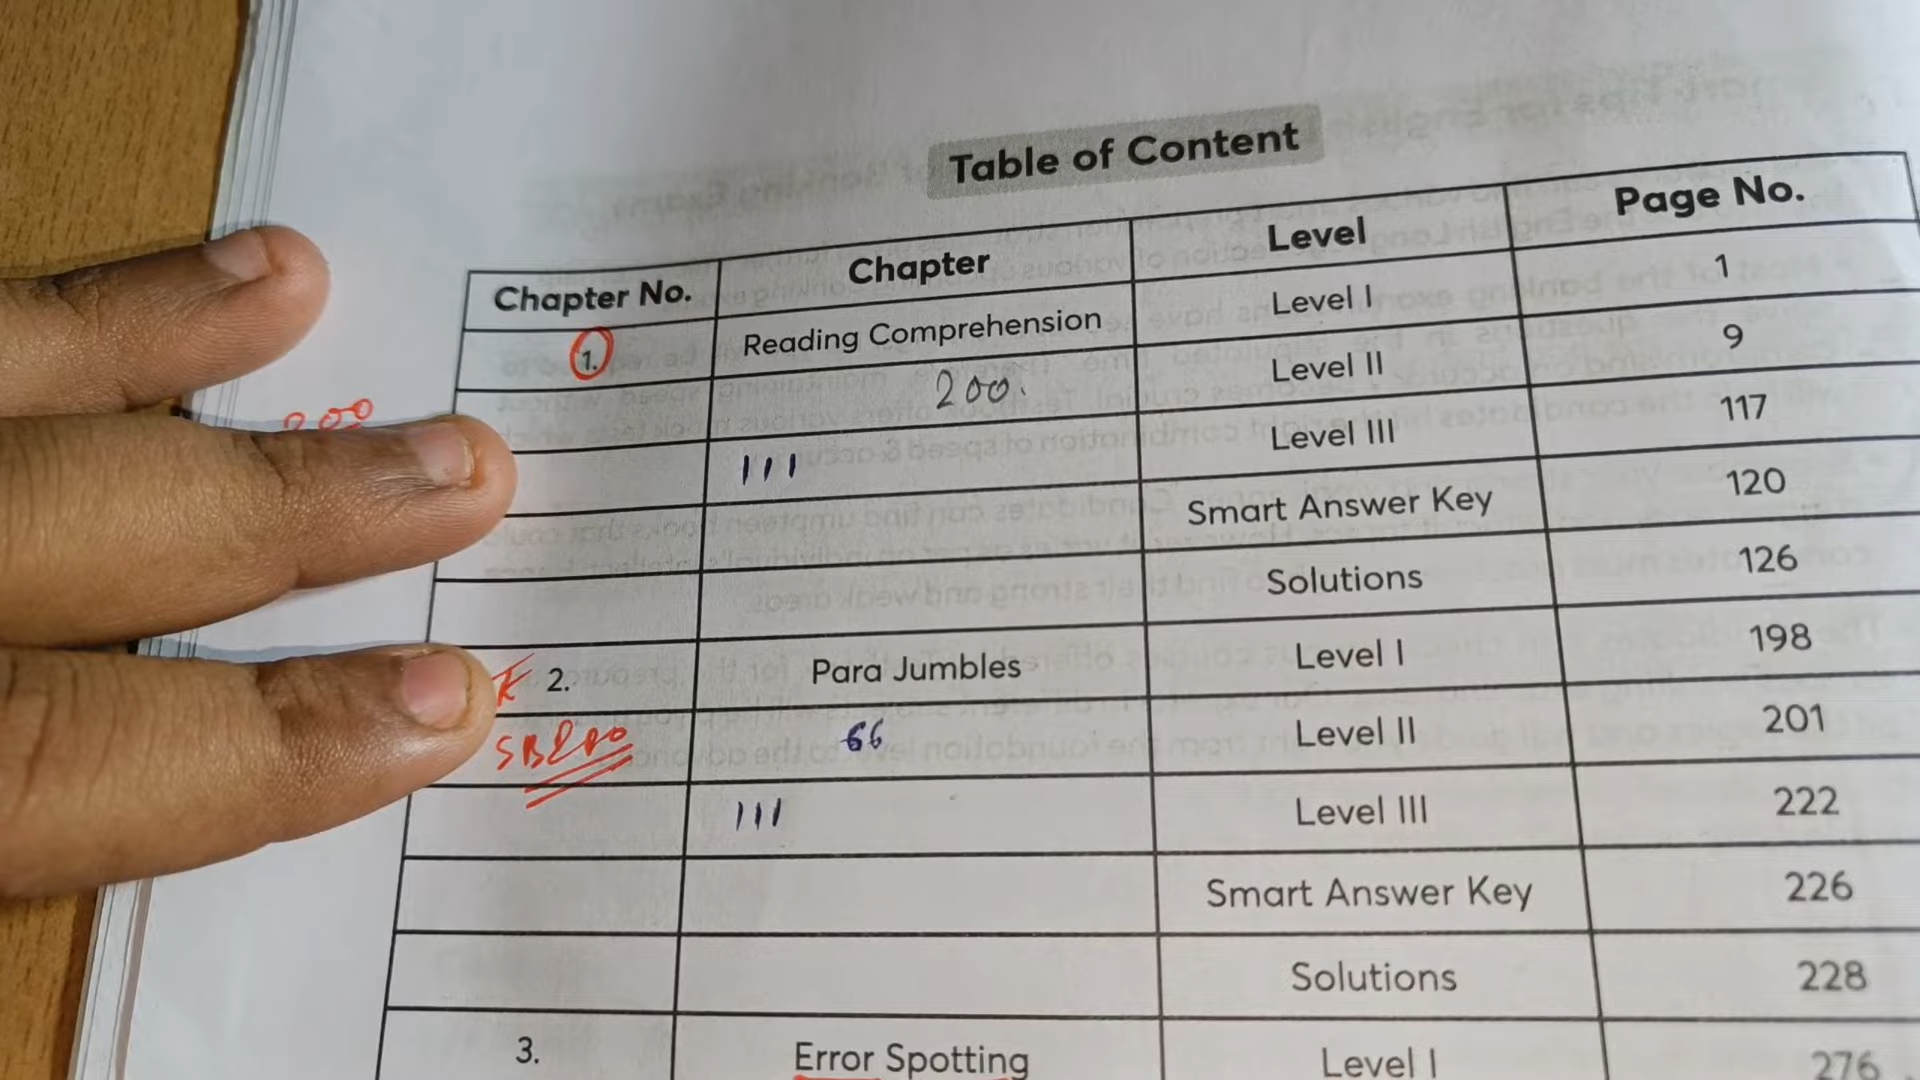 Table of Content
Chapter No. Chapter Level Page No.
1. Reading Comprehension Level I 1
200. Level II 9
200
III Level III 117
Smart Answer Key 120
Solutions 126
2. Para Jumbles Level I 198
66 Level II 201
III Level III 222
Smart Answer Key 226
Solutions 228
3. Error Spotting Level I 276